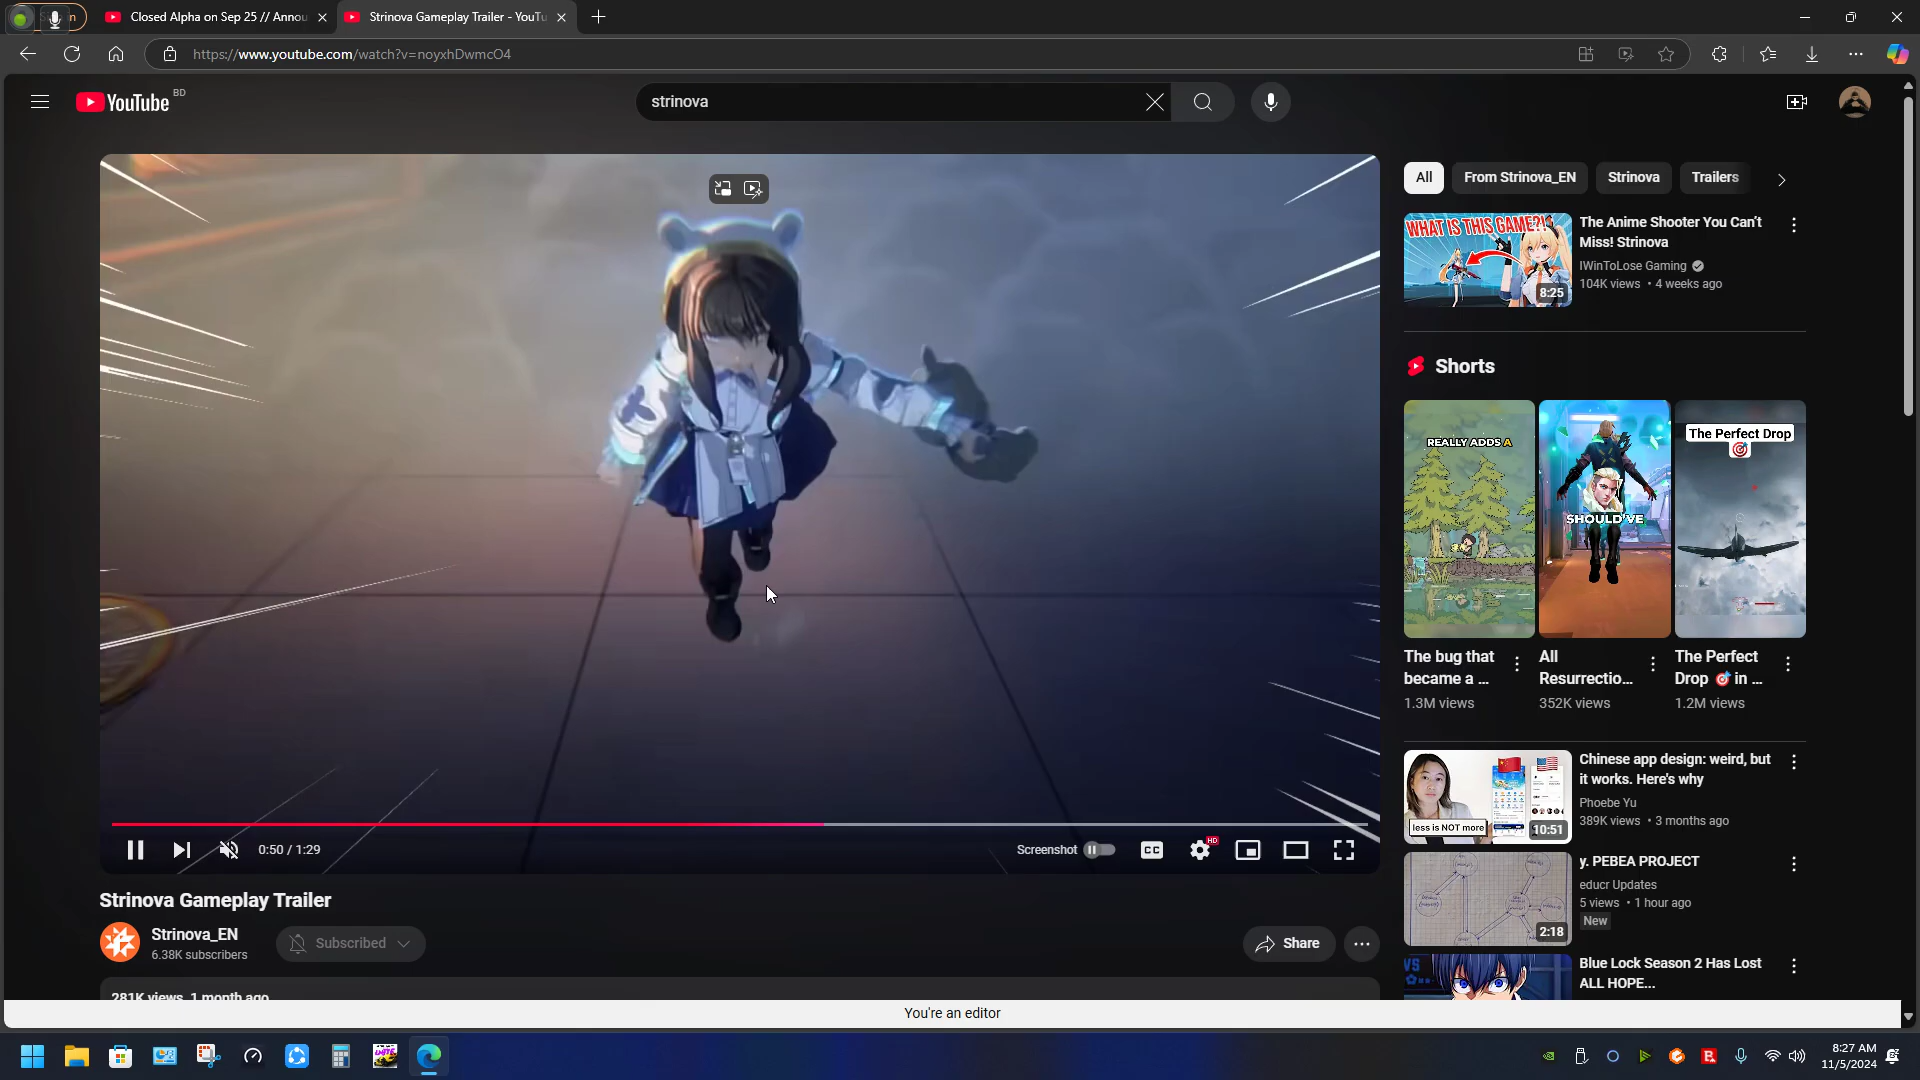 Closed Alpha on Sep 25 // Annou
Strinova Gameplay Trailer - YouTu
https://www.youtube.com/watch?v=noyxhDwmcO4
YouTube BD
strinova
All
From Strinova_EN
Strinova
Trailers
WHAT IS THIS GAME?!
8:25
The Anime Shooter You Can't
Miss! Strinova
IWinToLose Gaming
104K views • 4 weeks ago
Shorts
REALLY ADDS A
SHOULD'VE
The Perfect Drop
The bug that
became a ...
1.3M views
All
Resurrectio...
352K views
The Perfect
Drop 🎯 in ...
1.2M views
less is NOT more
10:51
Chinese app design: weird, but
it works. Here's why
Phoebe Yu
389K views • 3 months ago
2:18
y. PEBEA PROJECT
educr Updates
5 views • 1 hour ago
New
VS
Blue Lock Season 2 Has Lost
ALL HOPE...
0:50 / 1:29
Screenshot
CC
HD
Strinova Gameplay Trailer
Strinova_EN
6.38K subscribers
Subscribed
Share
281K views 1 month ago
You're an editor
8:27 AM
11/5/2024